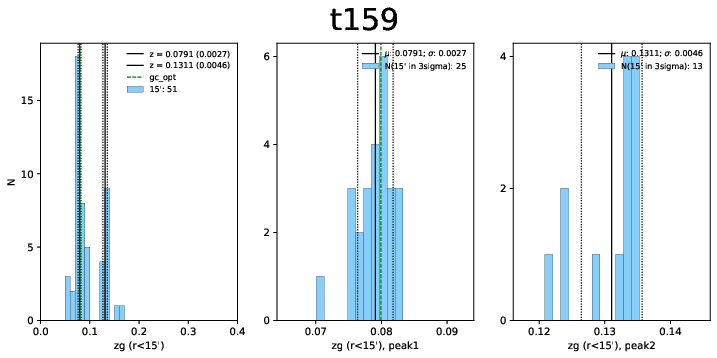 t159
z = 0.0791 (0.0027)
z = 0.1311 (0.0046)
gc_opt
15': 51
N
0
5
10
15
0.0
0.1
0.2
0.3
0.4
zg (r<15')
μ: 0.0791; σ: 0.0027
N(15' in 3sigma): 25
0
2
4
6
0.07
0.08
0.09
zg (r<15'), peak1
μ: 0.1311; σ: 0.0046
N(15' in 3sigma): 13
0
2
4
0.12
0.13
0.14
zg (r<15'), peak2